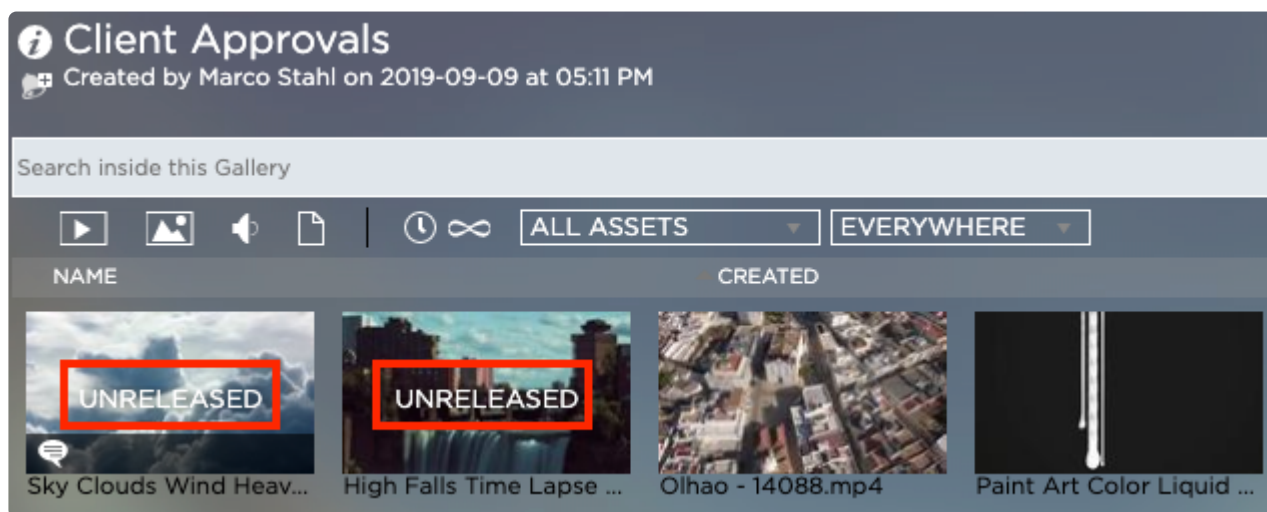 Client Approvals
Created by Marco Stahl on 2019-09-09 at 05:11 PM
Search inside this Gallery
ALL ASSETS EVERYWHERE
NAME CREATED
UNRELEASED UNRELEASED
Sky Clouds Wind Heav... High Falls Time Lapse ... Olhao - 14088.mp4 Paint Art Color Liquid ...